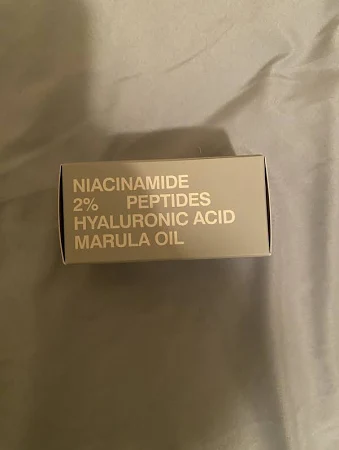 NIACINAMIDE
2% PEPTIDES
HYALURONIC ACID
MARULA OIL